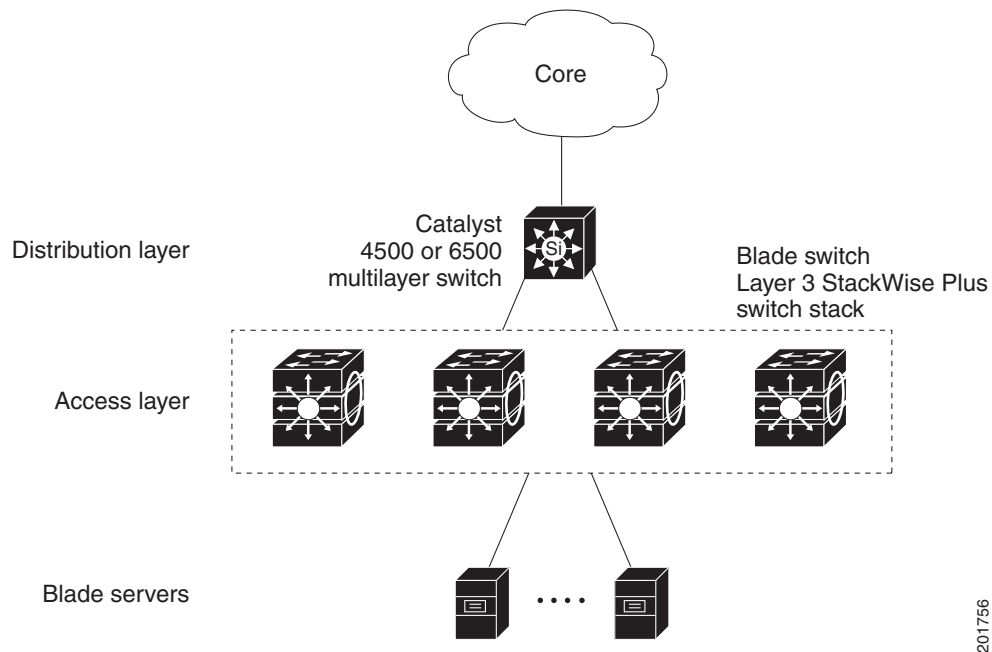 Core
Distribution layer
Catalyst
4500 or 6500
multilayer switch
Si
Blade switch
Layer 3 StackWise Plus
switch stack
Access layer
Blade servers
201756